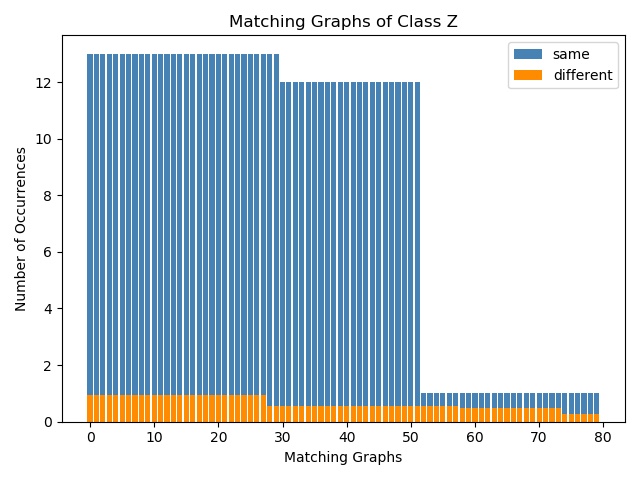 Matching Graphs of Class Z
same
different
Number of Occurrences
12
10
8
6
4
2
0
0 10 20 30 40 50 60 70 80
Matching Graphs